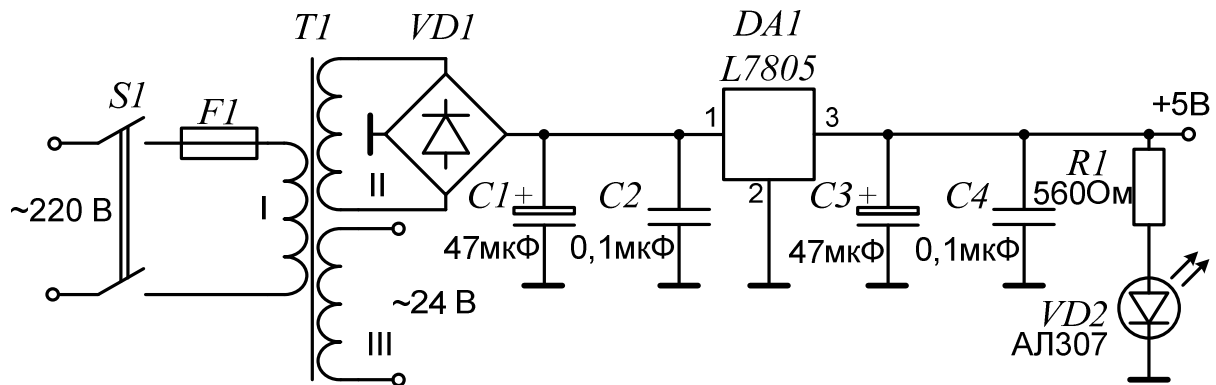 T1
VD1
DA1
L7805
S1
F1
1
3
+5В
2
R1
560Ом
~220 В
I
II
C1 +
47мкФ
C2
0,1мкФ
C3 +
47мкФ
C4
0,1мкФ
~24 В
III
VD2
АЛ307